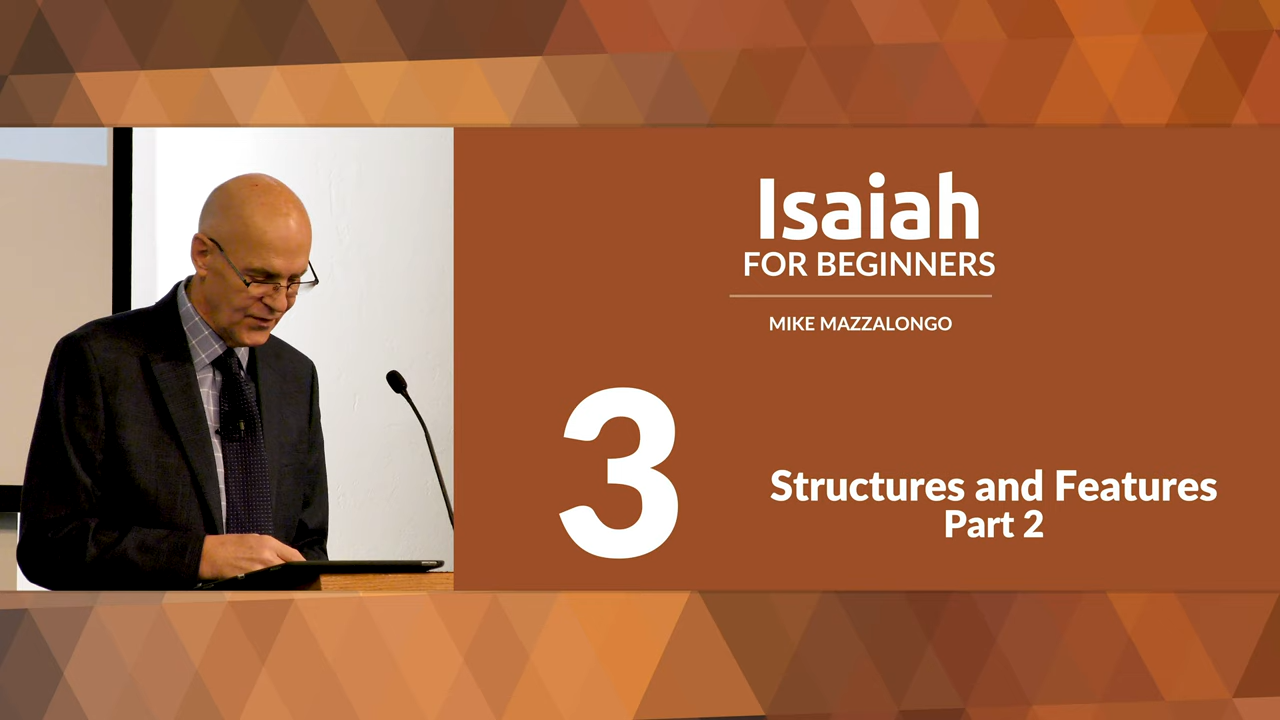 Isaiah
FOR BEGINNERS
MIKE MAZZALONGO
3
Structures and Features
Part 2